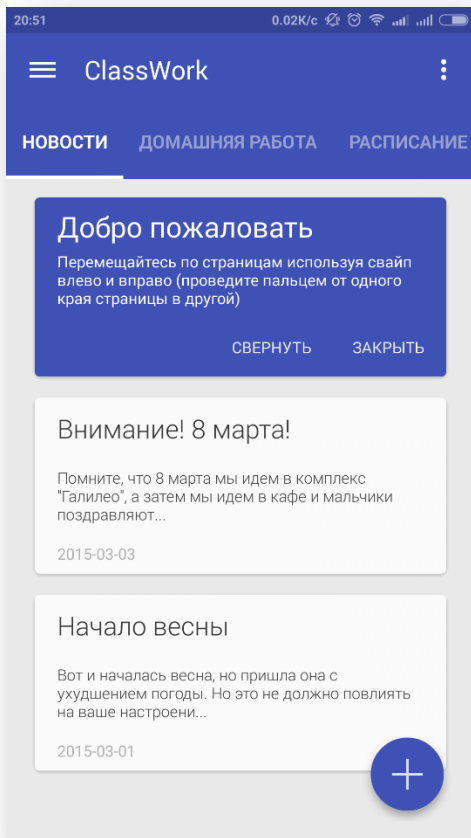 20:51 0.02K/c
ClassWork
НОВОСТИ ДОМАШНЯЯ РАБОТА РАСПИСАНИЕ
Добро пожаловать
Перемещайтесь по страницам используя свайп
влево и вправо (проведите пальцем от одного
края страницы в другой)
СВЕРНУТЬ ЗАКРЫТЬ
Внимание! 8 марта!
Помните, что 8 марта мы идем в комплекс
"Галилео", а затем мы идем в кафе и мальчики
поздравляют...
2015-03-03
Начало весны
Вот и началась весна, но пришла она с
ухудшением погоды. Но это не должно повлиять
на ваше настроени...
2015-03-01